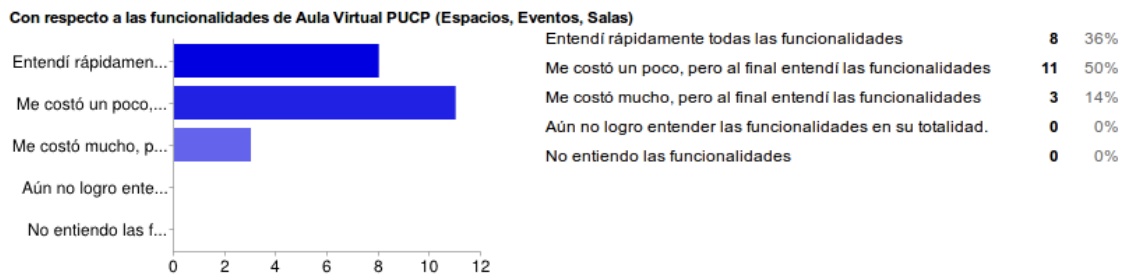 Con respecto a las funcionalidades de Aula Virtual PUCP (Espacios, Eventos, Salas)
Entendí rápidamen...
Me costó un poco,...
Me costó mucho, p...
Aún no logro ente...
No entiendo las f...
0 2 4 6 8 10 12
Entendí rápidamente todas las funcionalidades 8 36%
Me costó un poco, pero al final entendí las funcionalidades 11 50%
Me costó mucho, pero al final entendí las funcionalidades 3 14%
Aún no logro entender las funcionalidades en su totalidad. 0 0%
No entiendo las funcionalidades 0 0%